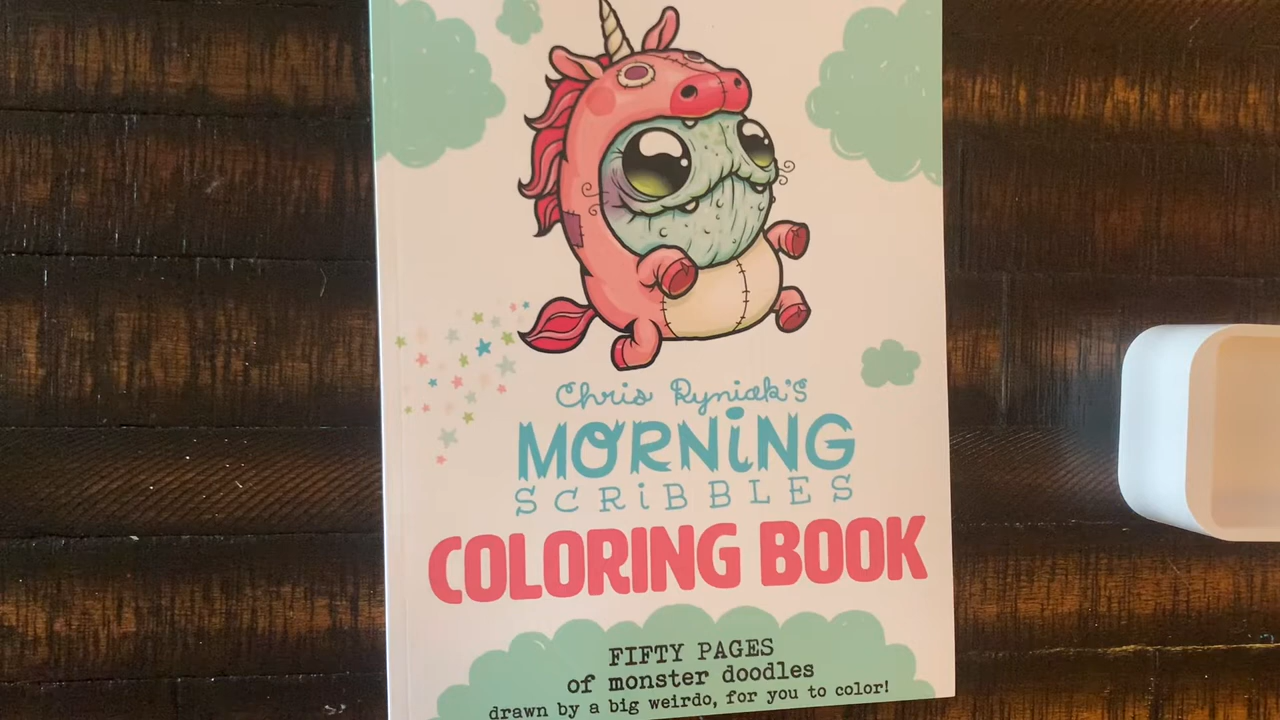 Chris Ryniak's
MORNiNG
SCRiBBLES
COLORING BOOK
FIFTY PAGES
of monster doodles
drawn by a big weirdo, for you to color!